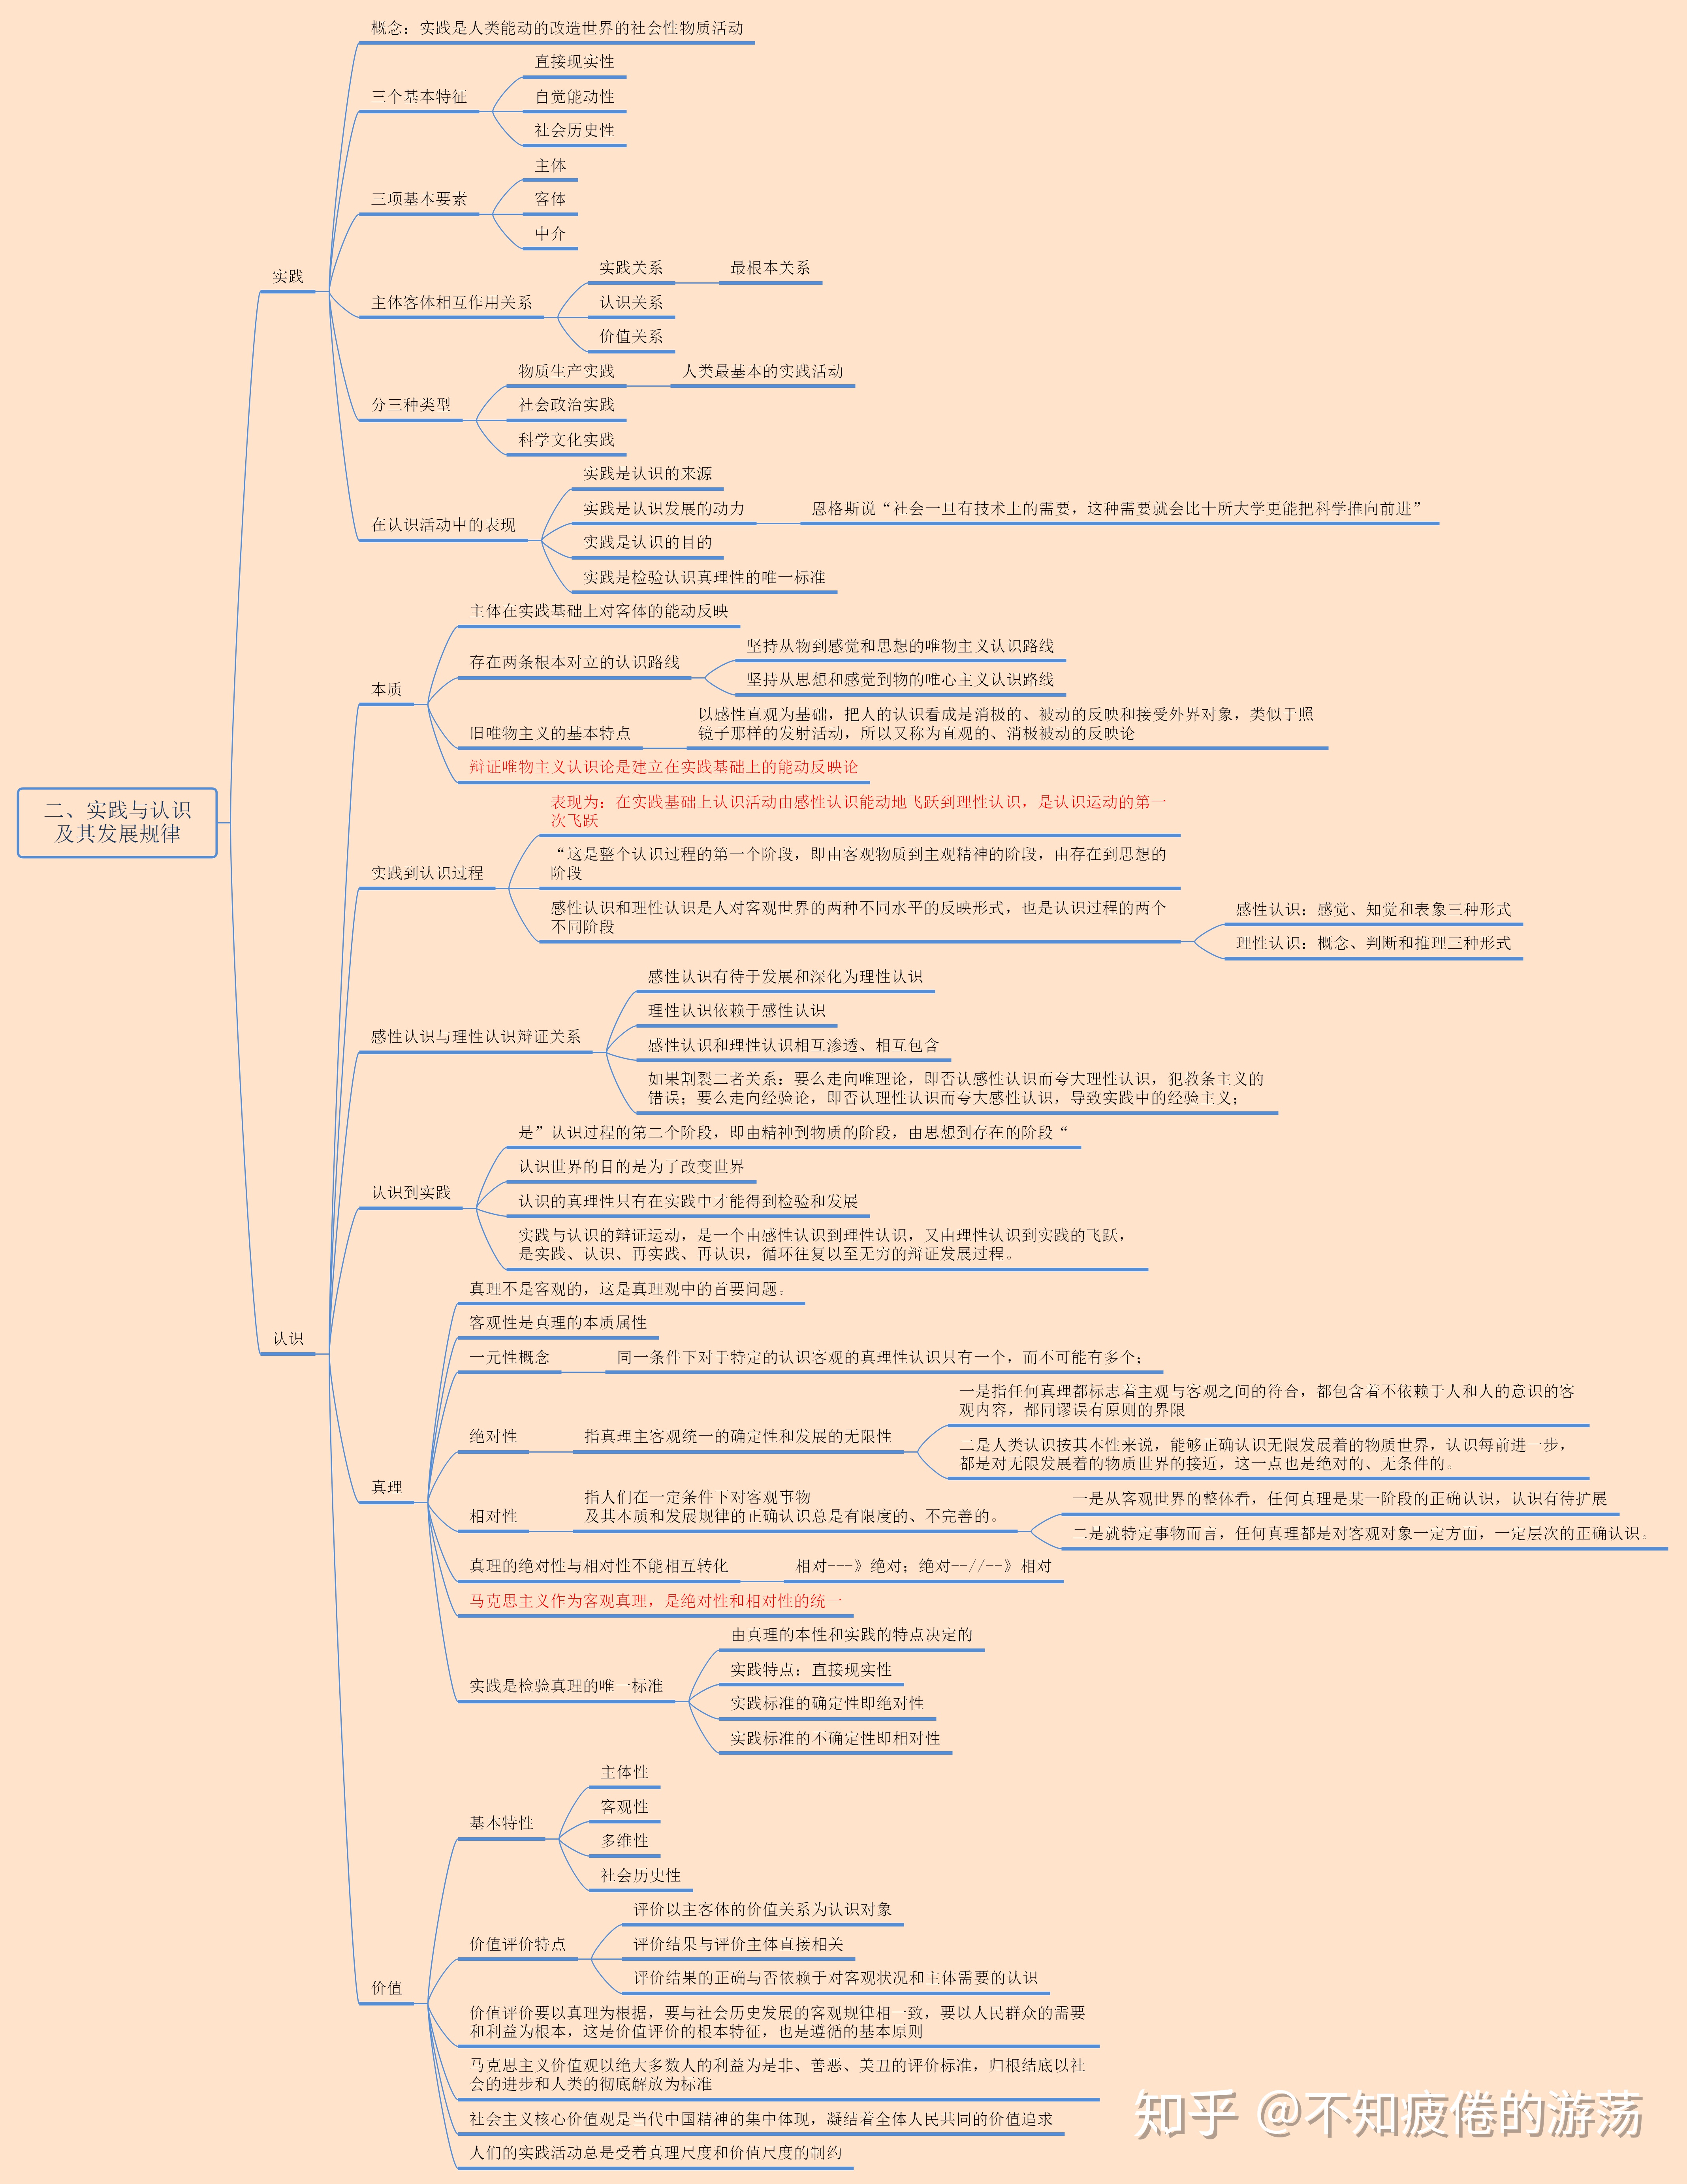 概念：实践是人类能动的改造世界的社会性物质活动
直接现实性
三个基本特征
自觉能动性
社会历史性
主体
三项基本要素
客体
中介
实践
实践关系
最根本关系
主体客体相互作用关系
认识关系
价值关系
物质生产实践
人类最基本的实践活动
分三种类型
社会政治实践
科学文化实践
实践是认识的来源
在认识活动中的表现
实践是认识发展的动力
恩格斯说“社会一旦有技术上的需要，这种需要就会比十所大学更能把科学推向前进”
实践是认识的目的
实践是检验认识真理性的唯一标准
二、实践与认识
及其发展规律
本质
主体在实践基础上对客体的能动反映
存在两条根本对立的认识路线
坚持从物到感觉和思想的唯物主义认识路线
坚持从思想和感觉到物的唯心主义认识路线
旧唯物主义的基本特点
以感性直观为基础，把人的认识看成是消极的、被动的反映和接受外界对象，类似于照
镜子那样的发射活动，所以又称为直观的、消极被动的反映论
辩证唯物主义认识论是建立在实践基础上的能动反映论
实践到认识过程
表现为：在实践基础上认识活动由感性认识能动地飞跃到理性认识，是认识运动的第一
次飞跃
“这是整个认识过程的第一个阶段，即由客观物质到主观精神的阶段，由存在到思想的
阶段
感性认识和理性认识是人对客观世界的两种不同水平的反映形式，也是认识过程的两个
不同阶段
感性认识：感觉、知觉和表象三种形式
理性认识：概念、判断和推理三种形式
感性认识与理性认识辩证关系
感性认识有待于发展和深化为理性认识
理性认识依赖于感性认识
感性认识和理性认识相互渗透、相互包含
如果割裂二者关系：要么走向唯理论，即否认感性认识而夸大理性认识，犯教条主义的
错误；要么走向经验论，即否认理性认识而夸大感性认识，导致实践中的经验主义；
认识到实践
是”认识过程的第二个阶段，即由精神到物质的阶段，由思想到存在的阶段“
认识世界的目的是为了改变世界
认识的真理性只有在实践中才能得到检验和发展
实践与认识的辩证运动，是一个由感性认识到理性认识，又由理性认识到实践的飞跃，
是实践、认识、再实践、再认识，循环往复以至无穷的辩证发展过程。
认识
真理
真理不是客观的，这是真理观中的首要问题。
客观性是真理的本质属性
一元性概念
同一条件下对于特定的认识客观的真理性认识只有一个，而不可能有多个；
绝对性
指真理主客观统一的确定性和发展的无限性
一是指任何真理都标志着主观与客观之间的符合，都包含着不依赖于人和人的意识的客
观内容，都同谬误有原则的界限
二是人类认识按其本性来说，能够正确认识无限发展着的物质世界，认识每前进一步，
都是对无限发展着的物质世界的接近，这一点也是绝对的、无条件的。
相对性
指人们在一定条件下对客观事物
及其本质和发展规律的正确认识总是有限度的、不完善的。
一是从客观世界的整体看，任何真理是某一阶段的正确认识，认识有待扩展
二是就特定事物而言，任何真理都是对客观对象一定方面，一定层次的正确认识。
真理的绝对性与相对性不能相互转化
相对---》绝对；绝对--//--》相对
马克思主义作为客观真理，是绝对性和相对性的统一
实践是检验真理的唯一标准
由真理的本性和实践的特点决定的
实践特点：直接现实性
实践标准的确定性即绝对性
实践标准的不确定性即相对性
价值
基本特性
主体性
客观性
多维性
社会历史性
价值评价特点
评价以主客体的价值关系为认识对象
评价结果与评价主体直接相关
评价结果的正确与否依赖于对客观状况和主体需要的认识
价值评价要以真理为根据，要与社会历史发展的客观规律相一致，要以人民群众的需要
和利益为根本，这是价值评价的根本特征，也是遵循的基本原则
马克思主义价值观以绝大多数人的利益为是非、善恶、美丑的评价标准，归根结底以社
会的进步和人类的彻底解放为标准
社会主义核心价值观是当代中国精神的集中体现，凝结着全体人民共同的价值追求
人们的实践活动总是受着真理尺度和价值尺度的制约
知乎 @不知疲倦的游荡